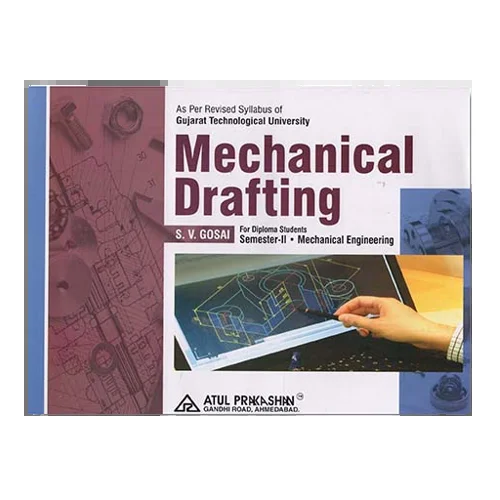 As Per Revised Syllabus of
Gujarat Technological University
Mechanical
Drafting
S. V. GOSAI
For Diploma Students
Semester-II • Mechanical Engineering
ATUL PRAKASHAN
GANDHI ROAD, AHMEDABAD.